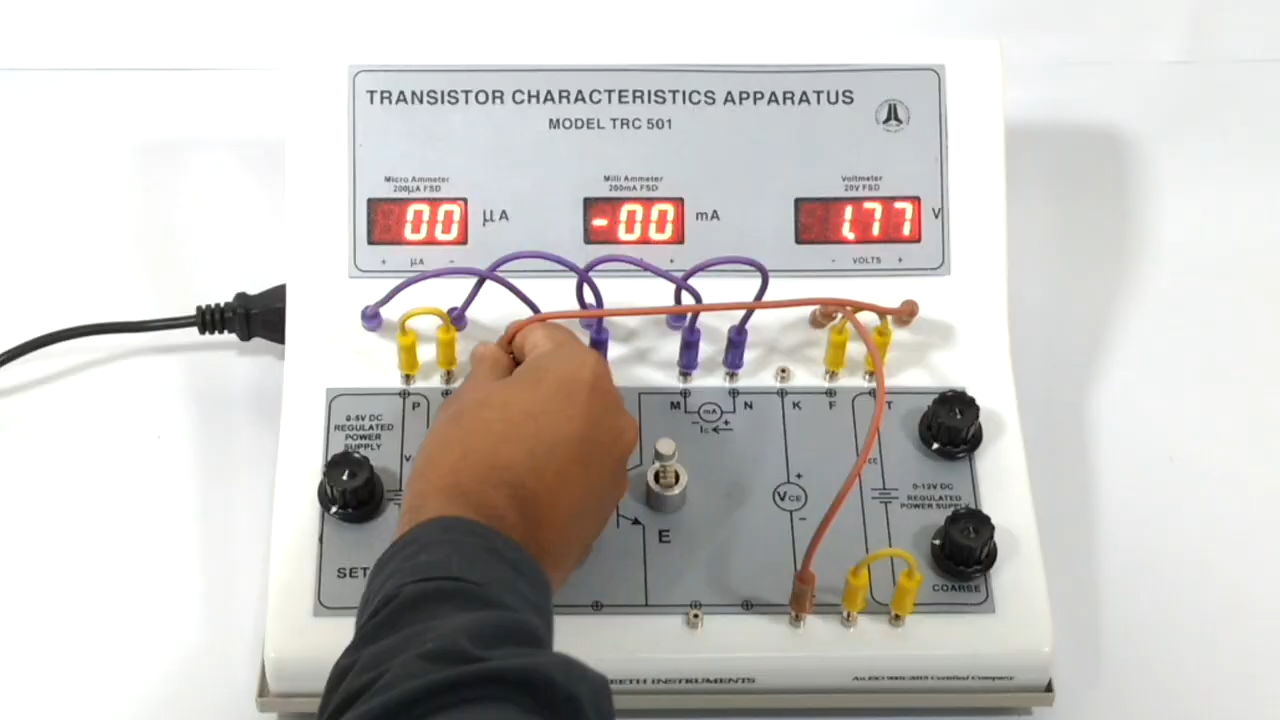 TRANSISTOR CHARACTERISTICS APPARATUS
MODEL TRC 501
Micro Ammeter
200µA FSD
Milli Ammeter
200mA FSD
Voltmeter
20V FSD
00 µA
-00 mA
1.77 V
+ µA -
+
- VOLTS +
P
M
N
K
F
T
mA
- IC +
0-5V DC
REGULATED
POWER
SUPPLY
V
+
VCE
-
CC
0-12V DC
REGULATED
POWER SUPPLY
E
SET
COARSE
INSTRUMENTS
An ISO 9001:2015 Certified Company